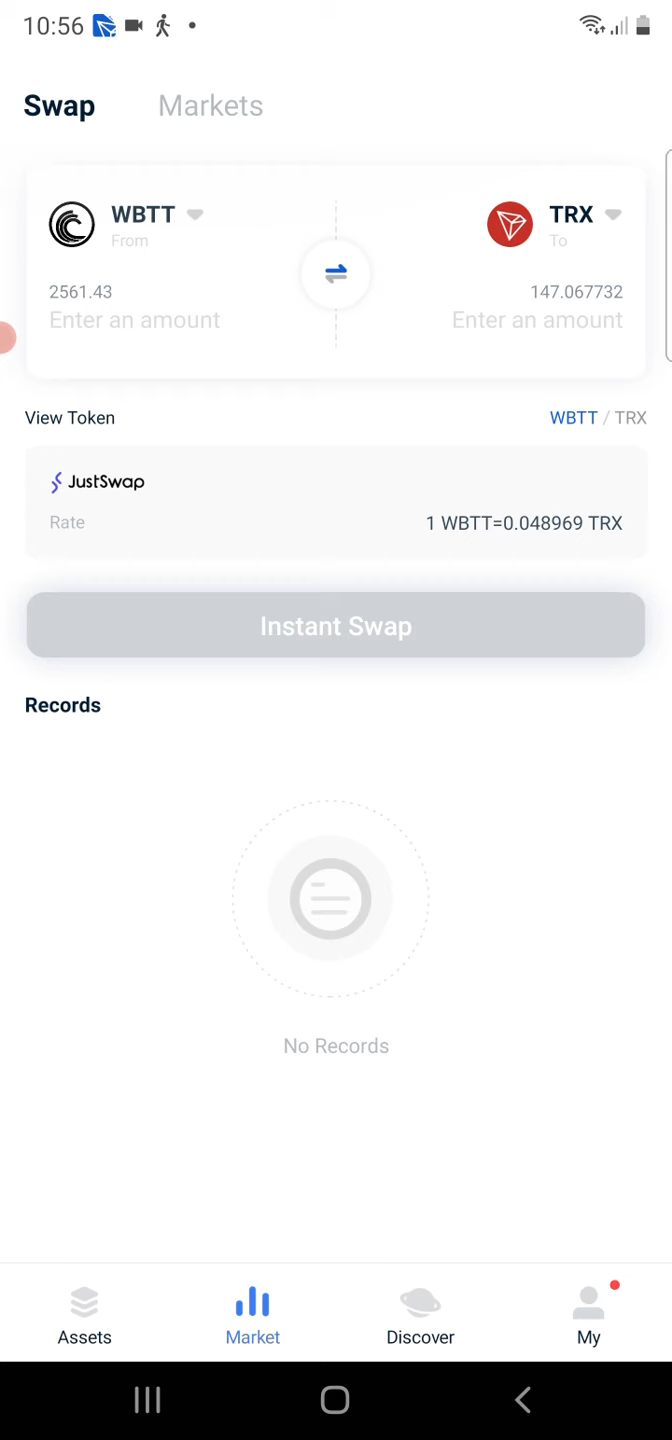 10:56
Swap Markets
WBTT TRX
From To
2561.43 147.067732
Enter an amount Enter an amount
View Token WBTT / TRX
JustSwap
Rate 1 WBTT=0.048969 TRX
Instant Swap
Records
No Records
Assets Market Discover My